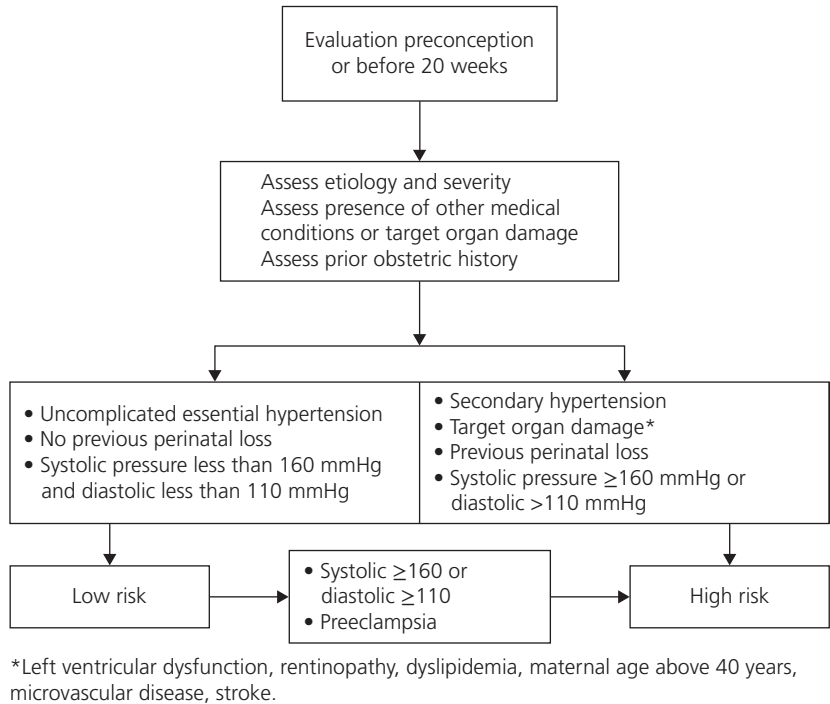 Evaluation preconception
or before 20 weeks
Assess etiology and severity
Assess presence of other medical
conditions or target organ damage
Assess prior obstetric history
• Uncomplicated essential hypertension
• No previous perinatal loss
• Systolic pressure less than 160 mmHg
and diastolic less than 110 mmHg
• Secondary hypertension
• Target organ damage*
• Previous perinatal loss
• Systolic pressure ≥160 mmHg or
diastolic >110 mmHg
Low risk
• Systolic ≥160 or
diastolic ≥110
• Preeclampsia
High risk
*Left ventricular dysfunction, rentinopathy, dyslipidemia, maternal age above 40 years,
microvascular disease, stroke.